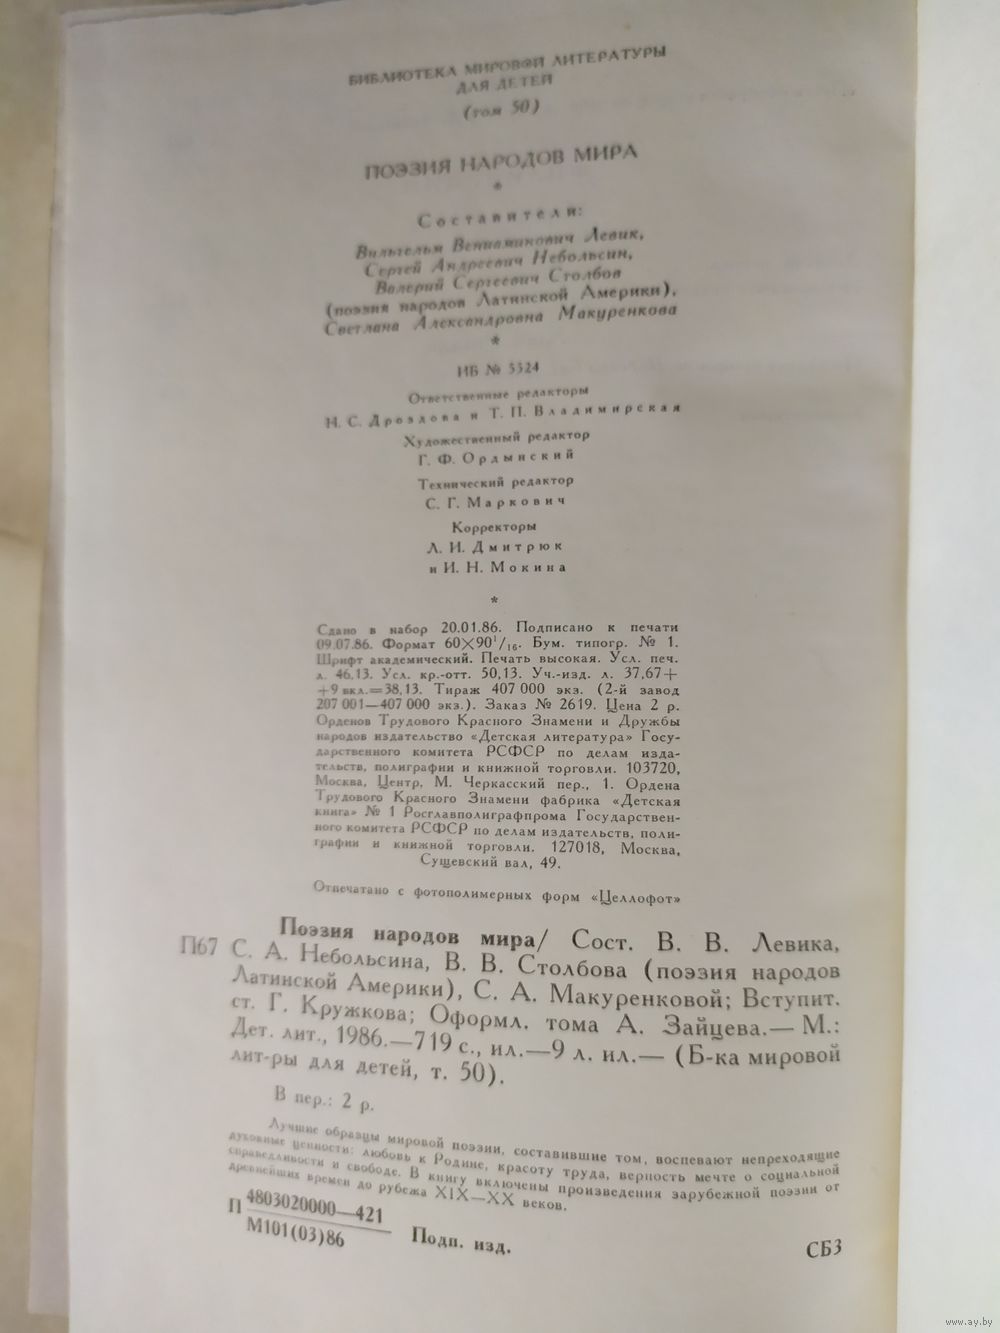 БИБЛИОТЕКА МИРОВОЙ ЛИТЕРАТУРЫ
ДЛЯ ДЕТЕЙ
(том 50)
ПОЭЗИЯ НАРОДОВ МИРА
*
Составители:
Вильгельм Вениаминович Левик,
Сергей Андреевич Небольсин,
Валерий Сергеевич Столбов
(поэзия народов Латинской Америки),
Светлана Александровна Макуренкова
*
ИБ № 5324
Ответственные редакторы
Н. С. Дроздова и Т. П. Владимирская
Художественный редактор
Г. Ф. Ордынский
Технический редактор
С. Г. Маркович
Корректоры
Л. И. Дмитрюк
и И. Н. Мокина
*
Сдано в набор 20.01.86. Подписано к печати
09.07.86. Формат 60×90¹/₁₆. Бум. типогр. № 1.
Шрифт академический. Печать высокая. Усл. печ.
л. 46,13. Усл. кр.-отт. 50,13. Уч.-изд. л. 37,67+
+9 вкл.=38,13. Тираж 407 000 экз. (2-й завод
207 001—407 000 экз.). Заказ № 2619. Цена 2 р.
Орденов Трудового Красного Знамени и Дружбы
народов издательство «Детская литература» Госу-
дарственного комитета РСФСР по делам изда-
тельств, полиграфии и книжной торговли. 103720,
Москва, Центр, М. Черкасский пер., 1. Ордена
Трудового Красного Знамени фабрика «Детская
книга» № 1 Росглавполиграфпрома Государствен-
ного комитета РСФСР по делам издательств, поли-
графии и книжной торговли. 127018, Москва,
Сущевский вал, 49.
Отпечатано с фотополимерных форм «Целлофот»
Поэзия народов мира/ Сост. В. В. Левика,
П67 С. А. Небольсина, В. В. Столбова (поэзия народов
Латинской Америки), С. А. Макуренковой; Вступит.
ст. Г. Кружкова; Оформл. тома А. Зайцева.— М.:
Дет. лит., 1986.—719 с., ил.—9 л. ил.— (Б-ка мировой
лит-ры для детей, т. 50).
В пер.: 2 р.
Лучшие образцы мировой поэзии, составившие том, воспевают непреходящие
духовные ценности: любовь к Родине, красоту труда, верность мечте о социальной
справедливости и свободе. В книгу включены произведения зарубежной поэзии от
древнейших времен до рубежа XIX—XX веков.
П 4803020000—421
М101(03)86
Подп. изд.
СБ3
www.ay.by